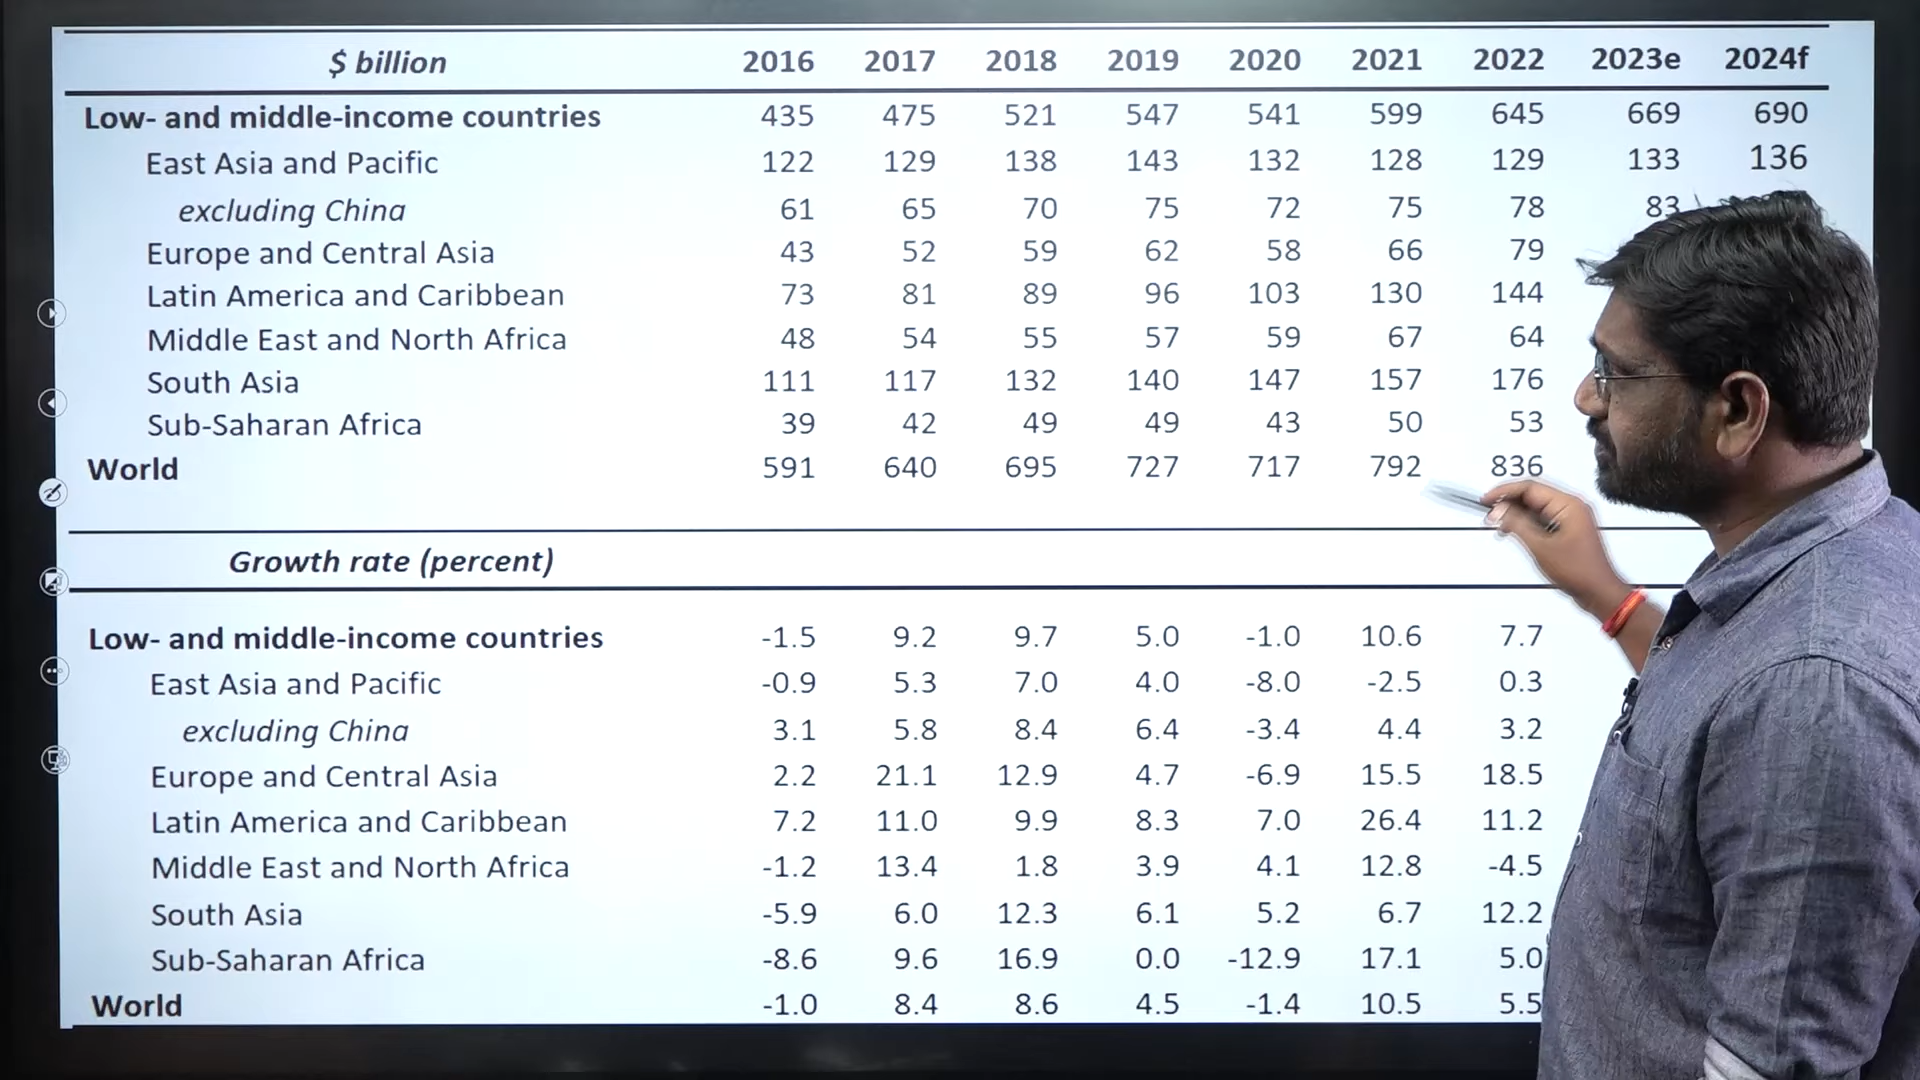 $ billion 2016 2017 2018 2019 2020 2021 2022 2023e 2024f
Low- and middle-income countries 435 475 521 547 541 599 645 669 690
East Asia and Pacific 122 129 138 143 132 128 129 133 136
excluding China 61 65 70 75 72 75 78 83
Europe and Central Asia 43 52 59 62 58 66 79
Latin America and Caribbean 73 81 89 96 103 130 144
Middle East and North Africa 48 54 55 57 59 67 64
South Asia 111 117 132 140 147 157 176
Sub-Saharan Africa 39 42 49 49 43 50 53
World 591 640 695 727 717 792 836
Growth rate (percent)
Low- and middle-income countries -1.5 9.2 9.7 5.0 -1.0 10.6 7.7
East Asia and Pacific -0.9 5.3 7.0 4.0 -8.0 -2.5 0.3
excluding China 3.1 5.8 8.4 6.4 -3.4 4.4 3.2
Europe and Central Asia 2.2 21.1 12.9 4.7 -6.9 15.5 18.5
Latin America and Caribbean 7.2 11.0 9.9 8.3 7.0 26.4 11.2
Middle East and North Africa -1.2 13.4 1.8 3.9 4.1 12.8 -4.5
South Asia -5.9 6.0 12.3 6.1 5.2 6.7 12.2
Sub-Saharan Africa -8.6 9.6 16.9 0.0 -12.9 17.1 5.0
World -1.0 8.4 8.6 4.5 -1.4 10.5 5.5